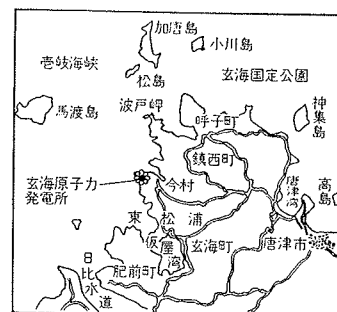 加唐島
小川島
壱岐海峡
松島
玄海国定公園
馬渡島
波戸岬
呼子町
神集島
鎮西町
玄海原子力
発電所
今村
唐津湾
高島
東松浦
仮屋湾
玄海町
唐津市
日比水道
肥前町